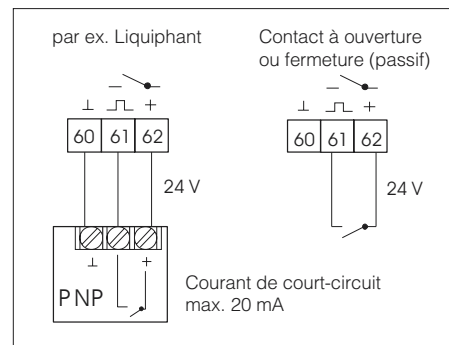 par ex. Liquiphant
Contact à ouverture
ou fermeture (passif)
⊥ +
60 61 62
24 V
⊥ +
60 61 62
24 V
⊥ +
PNP
Courant de court-circuit
max. 20 mA